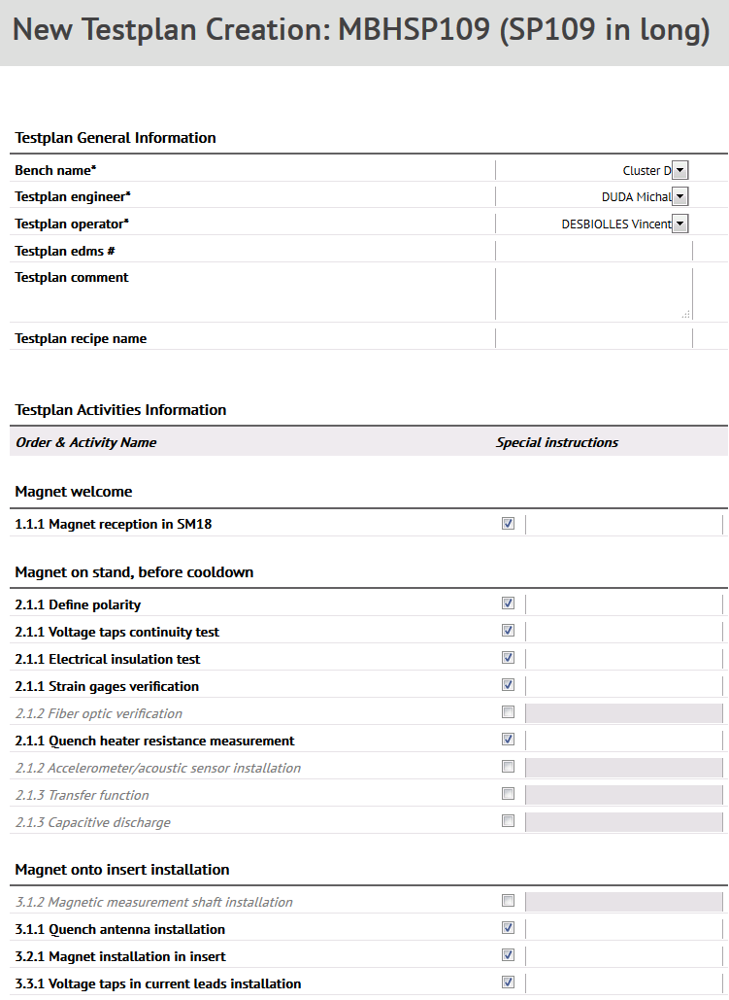 New Testplan Creation: MBHSP109 (SP109 in long)
Testplan General Information
Bench name* Cluster D
Testplan engineer* DUDA Michal
Testplan operator* DESBIOLLES Vincent
Testplan edms #
Testplan comment
Testplan recipe name
Testplan Activities Information
Order & Activity Name Special instructions
Magnet welcome
1.1.1 Magnet reception in SM18
Magnet on stand, before cooldown
2.1.1 Define polarity
2.1.1 Voltage taps continuity test
2.1.1 Electrical insulation test
2.1.1 Strain gages verification
2.1.2 Fiber optic verification
2.1.1 Quench heater resistance measurement
2.1.2 Accelerometer/acoustic sensor installation
2.1.3 Transfer function
2.1.3 Capacitive discharge
Magnet onto insert installation
3.1.2 Magnetic measurement shaft installation
3.1.1 Quench antenna installation
3.2.1 Magnet installation in insert
3.3.1 Voltage taps in current leads installation